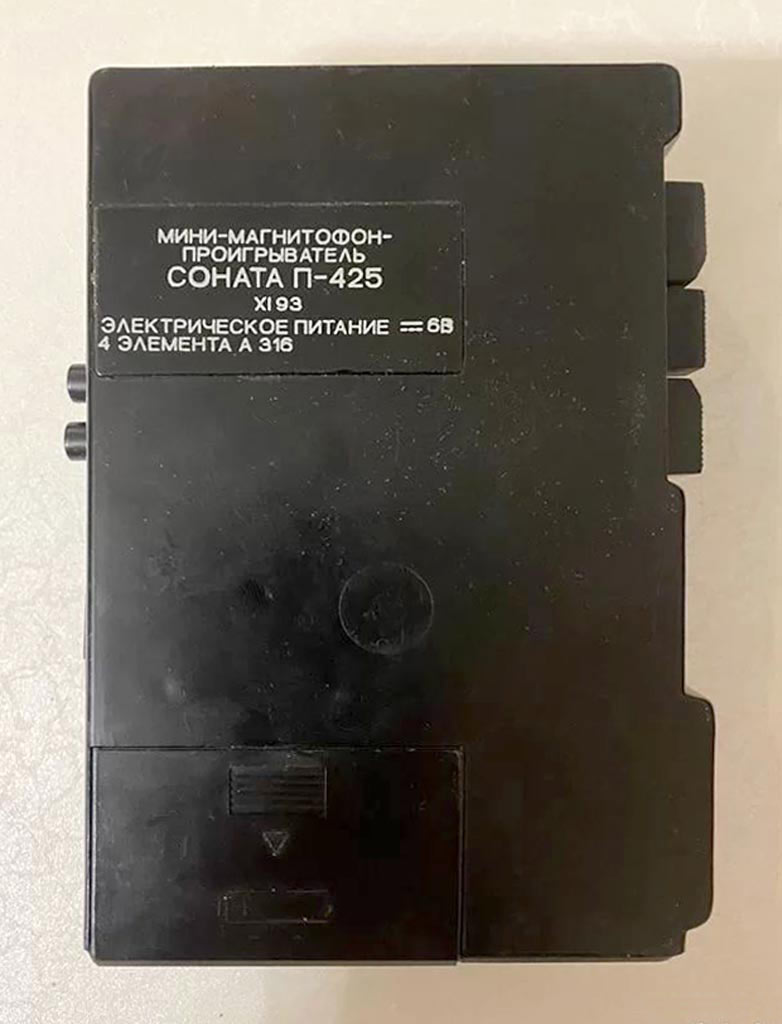 МИНИ-МАГНИТОФОН-
ПРОИГРЫВАТЕЛЬ
СОНАТА П-425
XI 93
ЭЛЕКТРИЧЕСКОЕ ПИТАНИЕ ⎓ 6В
4 ЭЛЕМЕНТА А 316